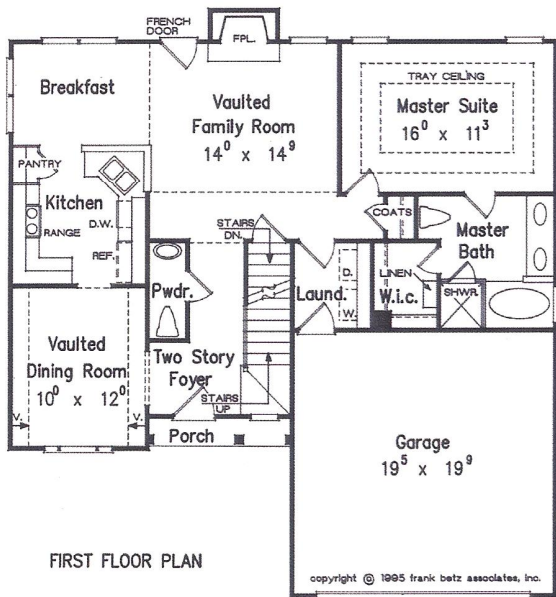 FRENCH
DOOR
FPL.
Breakfast
Vaulted
Family Room
14⁰ x 14⁹
TRAY CEILING
Master Suite
16⁰ x 11³
PANTRY
Kitchen
RANGE
D.W.
REF.
STAIRS
DN.
COATS
Master
Bath
Pwdr.
Laund.
D.
W.
LINEN
W.i.c.
SHWR.
Vaulted
Dining Room
10⁰ x 12⁰
V.
V.
Two Story
Foyer
STAIRS
UP
Porch
Garage
19⁵ x 19⁹
FIRST FLOOR PLAN
copyright © 1995 frank betz associates, inc.